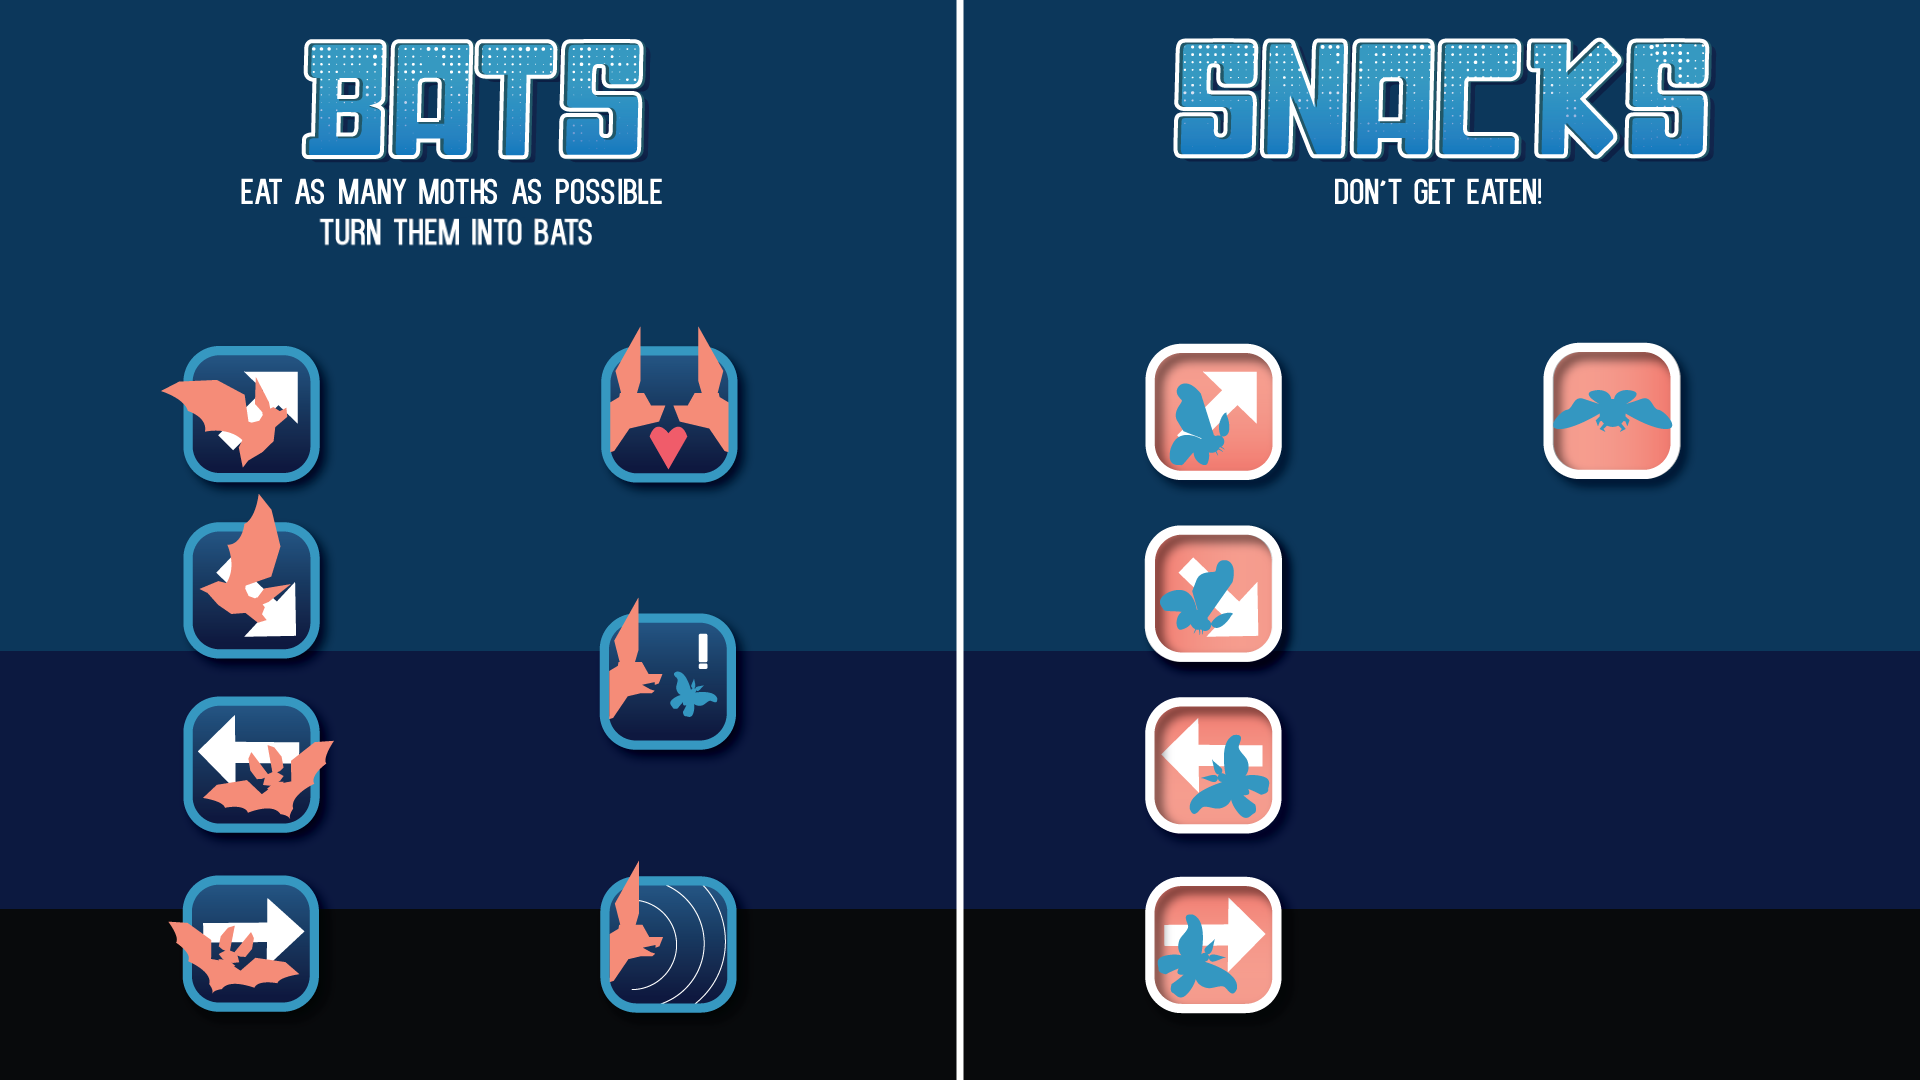 BATS
EAT AS MANY MOTHS AS POSSIBLE
TURN THEM INTO BATS
!
SNACKS
DON'T GET EATEN!